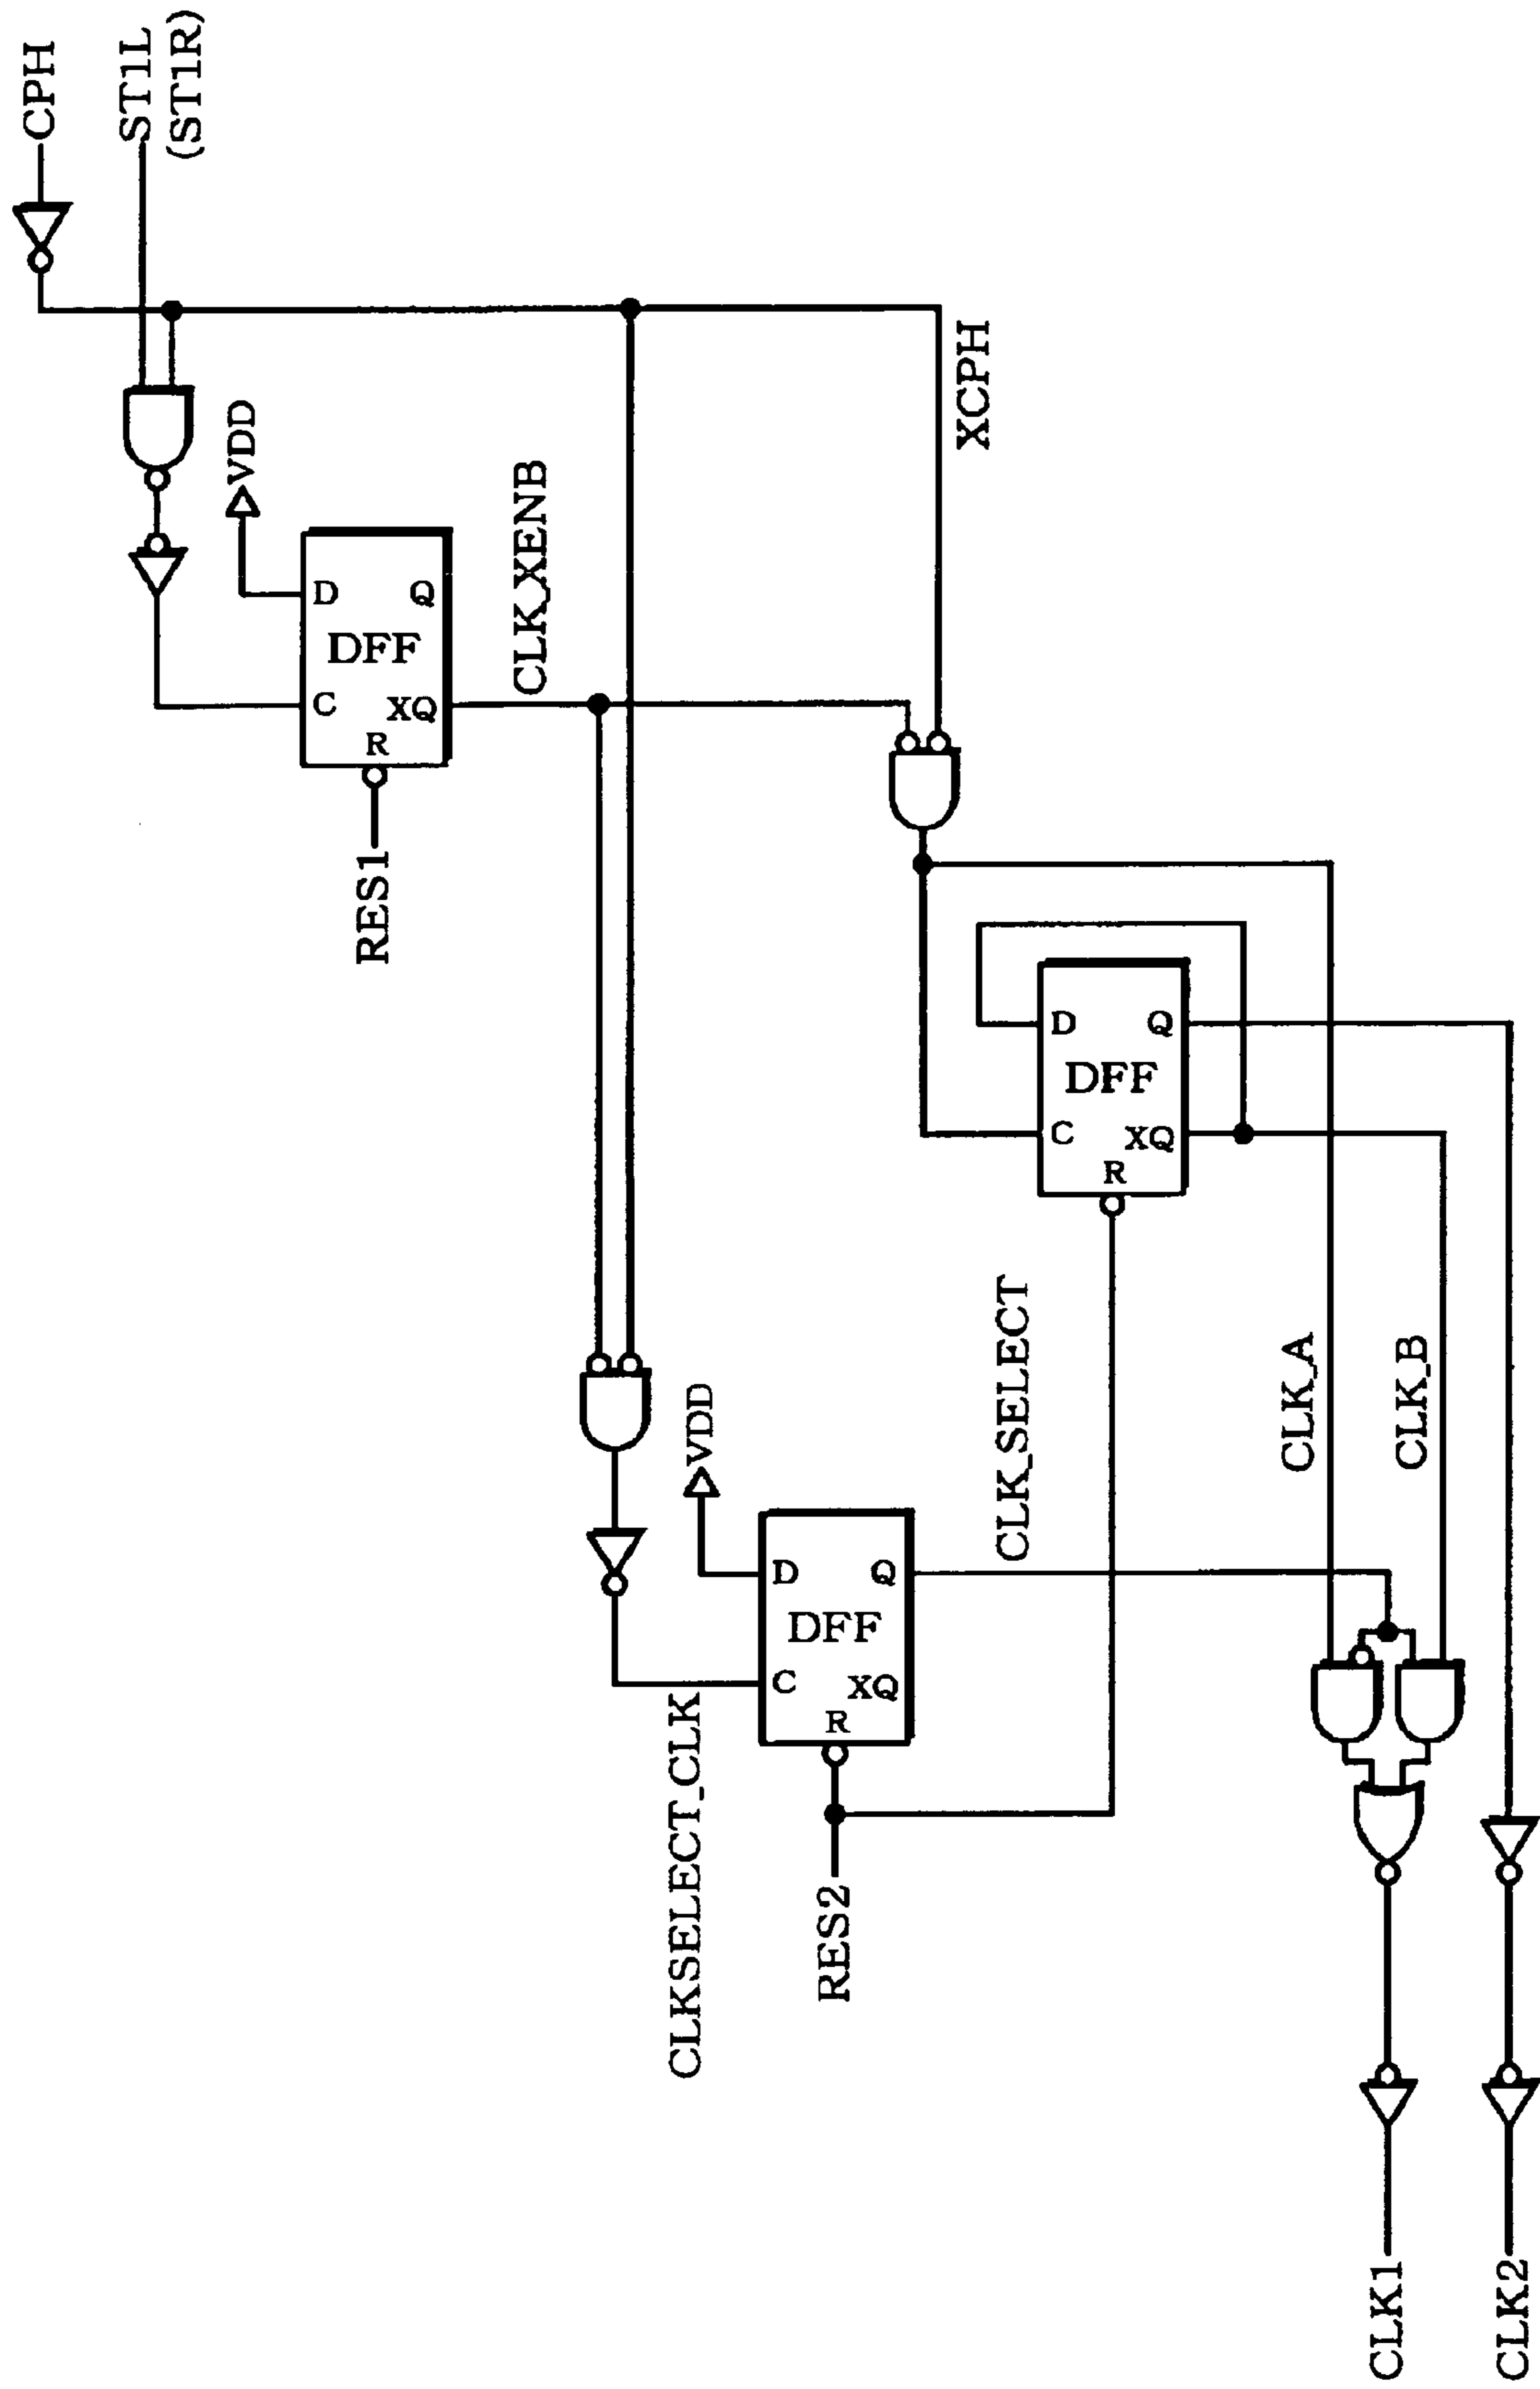 CPH
ST1L
(ST1R)
VDD
D
Q
DFF
C
XQ
R
RES1
CLK_XENB
XCPH
D
Q
DFF
C
XQ
R
VDD
D
Q
DFF
C
XQ
R
RES2
CLKSELECT_CLK
CLK_SELECT
CLK_A
CLK_B
CLK1
CLK2